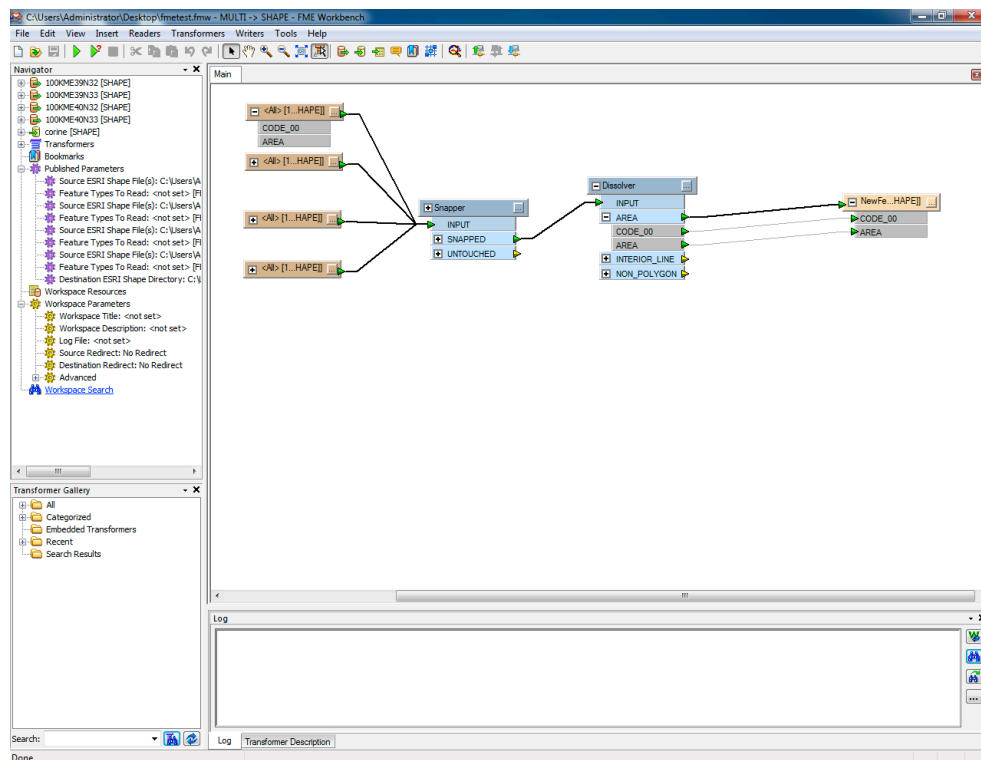 C:\Users\Administrator\Desktop\fmetest.fmw - MULTI -> SHAPE - FME Workbench
File Edit View Insert Readers Transformers Writers Tools Help
Navigator
100KME39N32 [SHAPE]
100KME39N33 [SHAPE]
100KME40N32 [SHAPE]
100KME40N33 [SHAPE]
corine [SHAPE]
Transformers
Bookmarks
Published Parameters
Source ESRI Shape File(s): C:\Users\A
Feature Types To Read: <not set> [F
Source ESRI Shape File(s): C:\Users\A
Feature Types To Read: <not set> [F
Source ESRI Shape File(s): C:\Users\A
Feature Types To Read: <not set> [F
Source ESRI Shape File(s): C:\Users\A
Feature Types To Read: <not set> [F
Destination ESRI Shape Directory: C:\
Workspace Resources
Workspace Parameters
Workspace Title: <not set>
Workspace Description: <not set>
Log File: <not set>
Source Redirect: No Redirect
Destination Redirect: No Redirect
Advanced
Workspace Search
Transformer Gallery
All
Categorized
Embedded Transformers
Recent
Search Results
Search:
Done
Main
<All> [1...HAPE]]
CODE_00
AREA
<All> [1...HAPE]]
<All> [1...HAPE]]
<All> [1...HAPE]]
Snapper
INPUT
SNAPPED
UNTOUCHED
Dissolver
INPUT
AREA
CODE_00
AREA
INTERIOR_LINE
NON_POLYGON
NewFe...HAPE]]
CODE_00
AREA
Log
Log Transformer Description